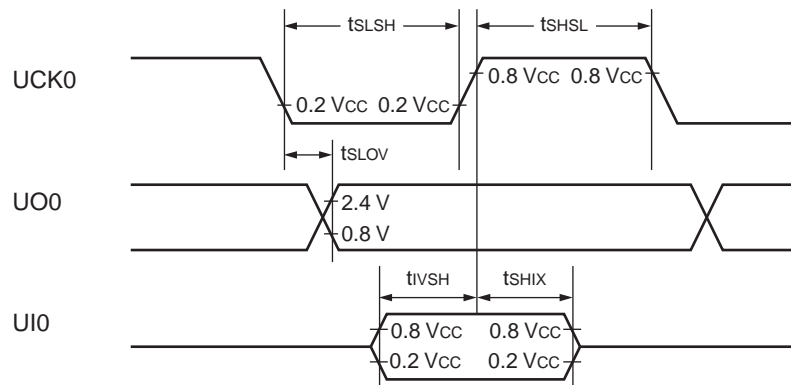 tSLSH tSHSL
UCK0
0.8 VCC 0.8 VCC
0.2 VCC 0.2 VCC
tSLOV
UO0
2.4 V
0.8 V
tIVSH tSHIX
UI0
0.8 VCC 0.8 VCC
0.2 VCC 0.2 VCC